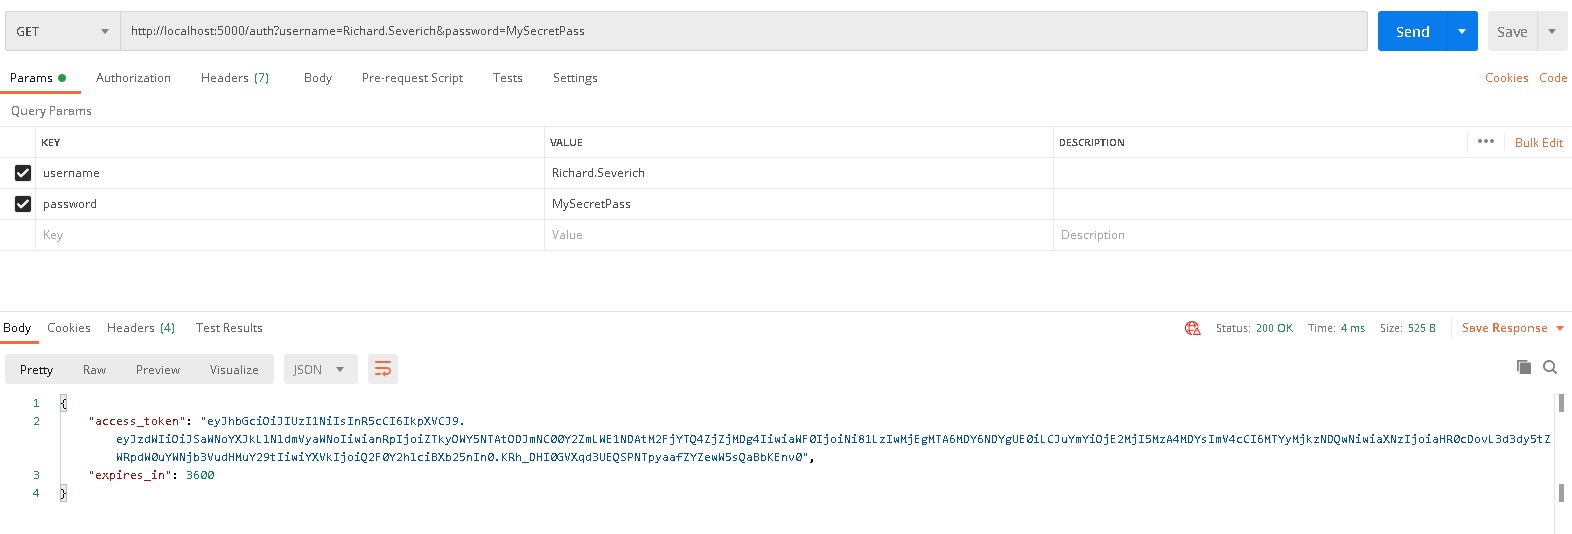 GET http://localhost:5000/auth?username=Richard.Severich&password=MySecretPass Send Save
Params Authorization Headers (7) Body Pre-request Script Tests Settings Cookies Code
Query Params
KEY VALUE DESCRIPTION ••• Bulk Edit
username Richard.Severich
password MySecretPass
Key Value Description
Body Cookies Headers (4) Test Results Status: 200 OK Time: 4 ms Size: 525 B Save Response
Pretty Raw Preview Visualize JSON
1 {
2 "access_token": "eyJhbGciOiJIUzI1NiIsInR5cCI6IkpXVCJ9.
eyJzdWIiOiJSaWNoYXJkLlNldmVyaWNoIiwianRpIjoiZTkyOWY5NTAtODJmNC00Y2ZmLWE1NDAtM2FjYTQ4ZjZjMDg4IiwiaWF0IjoiNi81LzIwMjEgMTA6MDY6NDYgUE0iLCJuYmYiOjE2MjI5MzA4MDYsImV4cCI6MTYyMjkzNDQwNiwiaXNzIjoiaHR0cDovL3d3dy5tZ
WRpdW0uYWNjb3VudHMuY29tIiwiYXVkIjoiQ2F0Y2hlciBXb25nIn0.KRh_DHI0GVXqd3UEQSPNTpyaafZYZewW5sQaBbKEnv0",
3 "expires_in": 3600
4 }